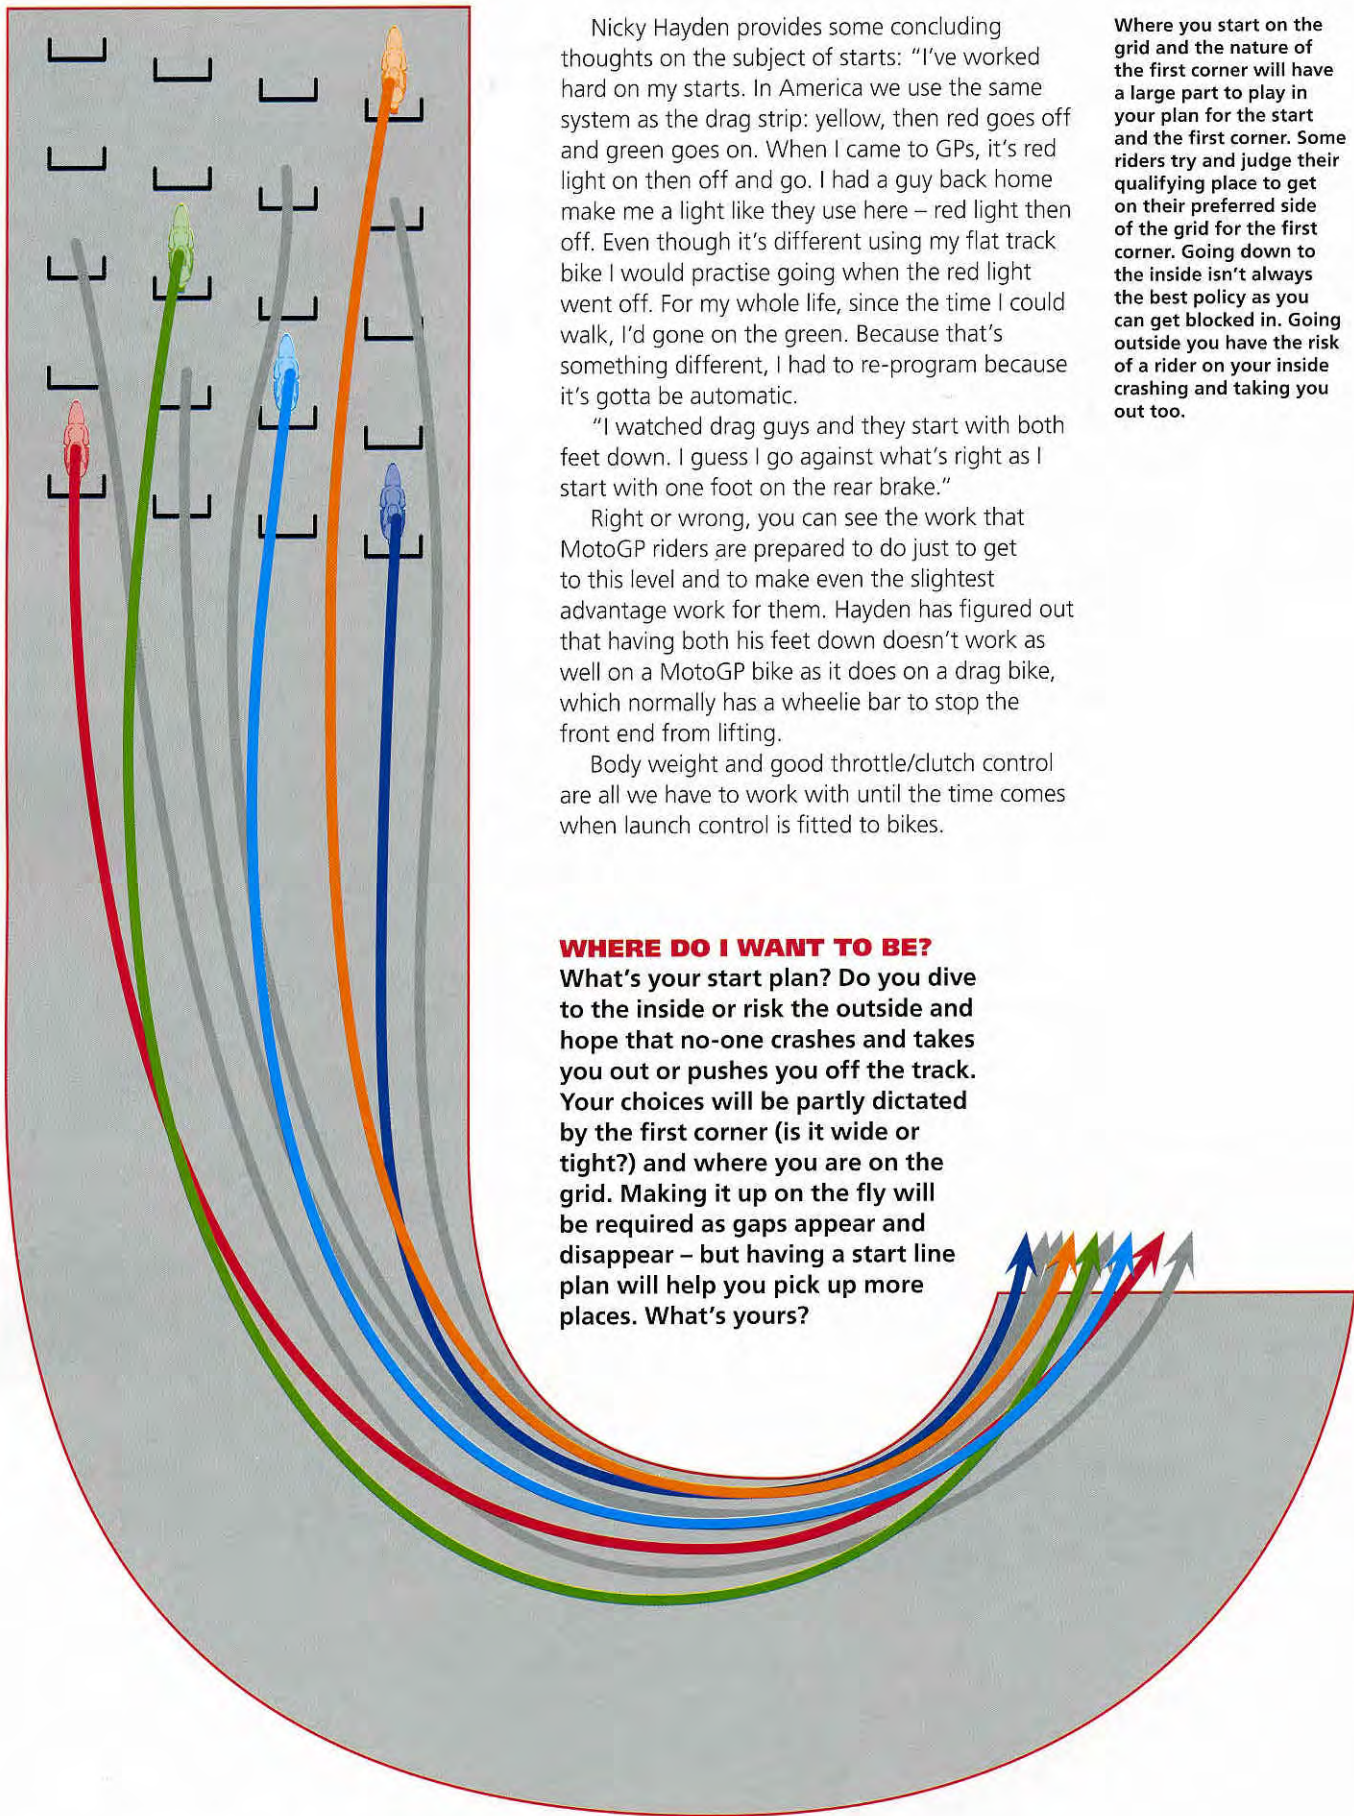 Nicky Hayden provides some concluding
thoughts on the subject of starts: "I've worked
hard on my starts. In America we use the same
system as the drag strip: yellow, then red goes off
and green goes on. When I came to GPs, it's red
light on then off and go. I had a guy back home
make me a light like they use here – red light then
off. Even though it's different using my flat track
bike I would practise going when the red light
went off. For my whole life, since the time I could
walk, I'd gone on the green. Because that's
something different, I had to re-program because
it's gotta be automatic.
"I watched drag guys and they start with both
feet down. I guess I go against what's right as I
start with one foot on the rear brake."
Right or wrong, you can see the work that
MotoGP riders are prepared to do just to get
to this level and to make even the slightest
advantage work for them. Hayden has figured out
that having both his feet down doesn't work as
well on a MotoGP bike as it does on a drag bike,
which normally has a wheelie bar to stop the
front end from lifting.
Body weight and good throttle/clutch control
are all we have to work with until the time comes
when launch control is fitted to bikes.
Where you start on the
grid and the nature of
the first corner will have
a large part to play in
your plan for the start
and the first corner. Some
riders try and judge their
qualifying place to get
on their preferred side
of the grid for the first
corner. Going down to
the inside isn't always
the best policy as you
can get blocked in. Going
outside you have the risk
of a rider on your inside
crashing and taking you
out too.
WHERE DO I WANT TO BE?
What's your start plan? Do you dive
to the inside or risk the outside and
hope that no-one crashes and takes
you out or pushes you off the track.
Your choices will be partly dictated
by the first corner (is it wide or
tight?) and where you are on the
grid. Making it up on the fly will
be required as gaps appear and
disappear – but having a start line
plan will help you pick up more
places. What's yours?